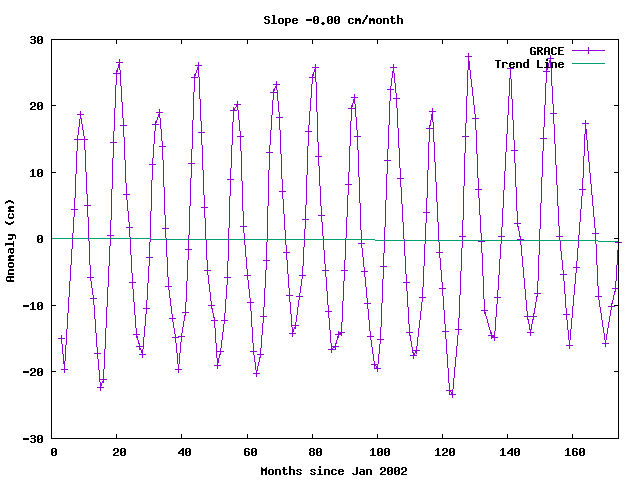 Slope -0.00 cm/month
GRACE
Trend Line
30
20
10
0
-10
-20
-30
Anomaly (cm)
0 20 40 60 80 100 120 140 160
Months since Jan 2002